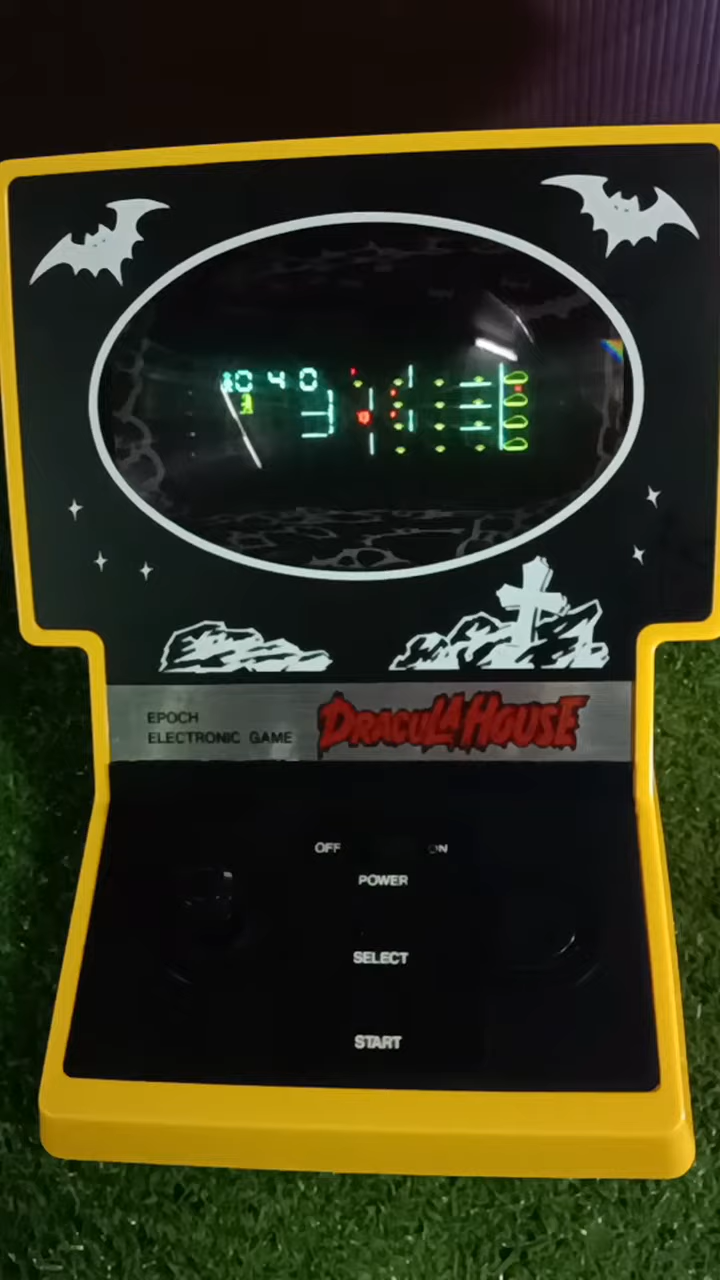 040
EPOCH
ELECTRONIC GAME
DRACULA HOUSE
OFF
ON
POWER
SELECT
START